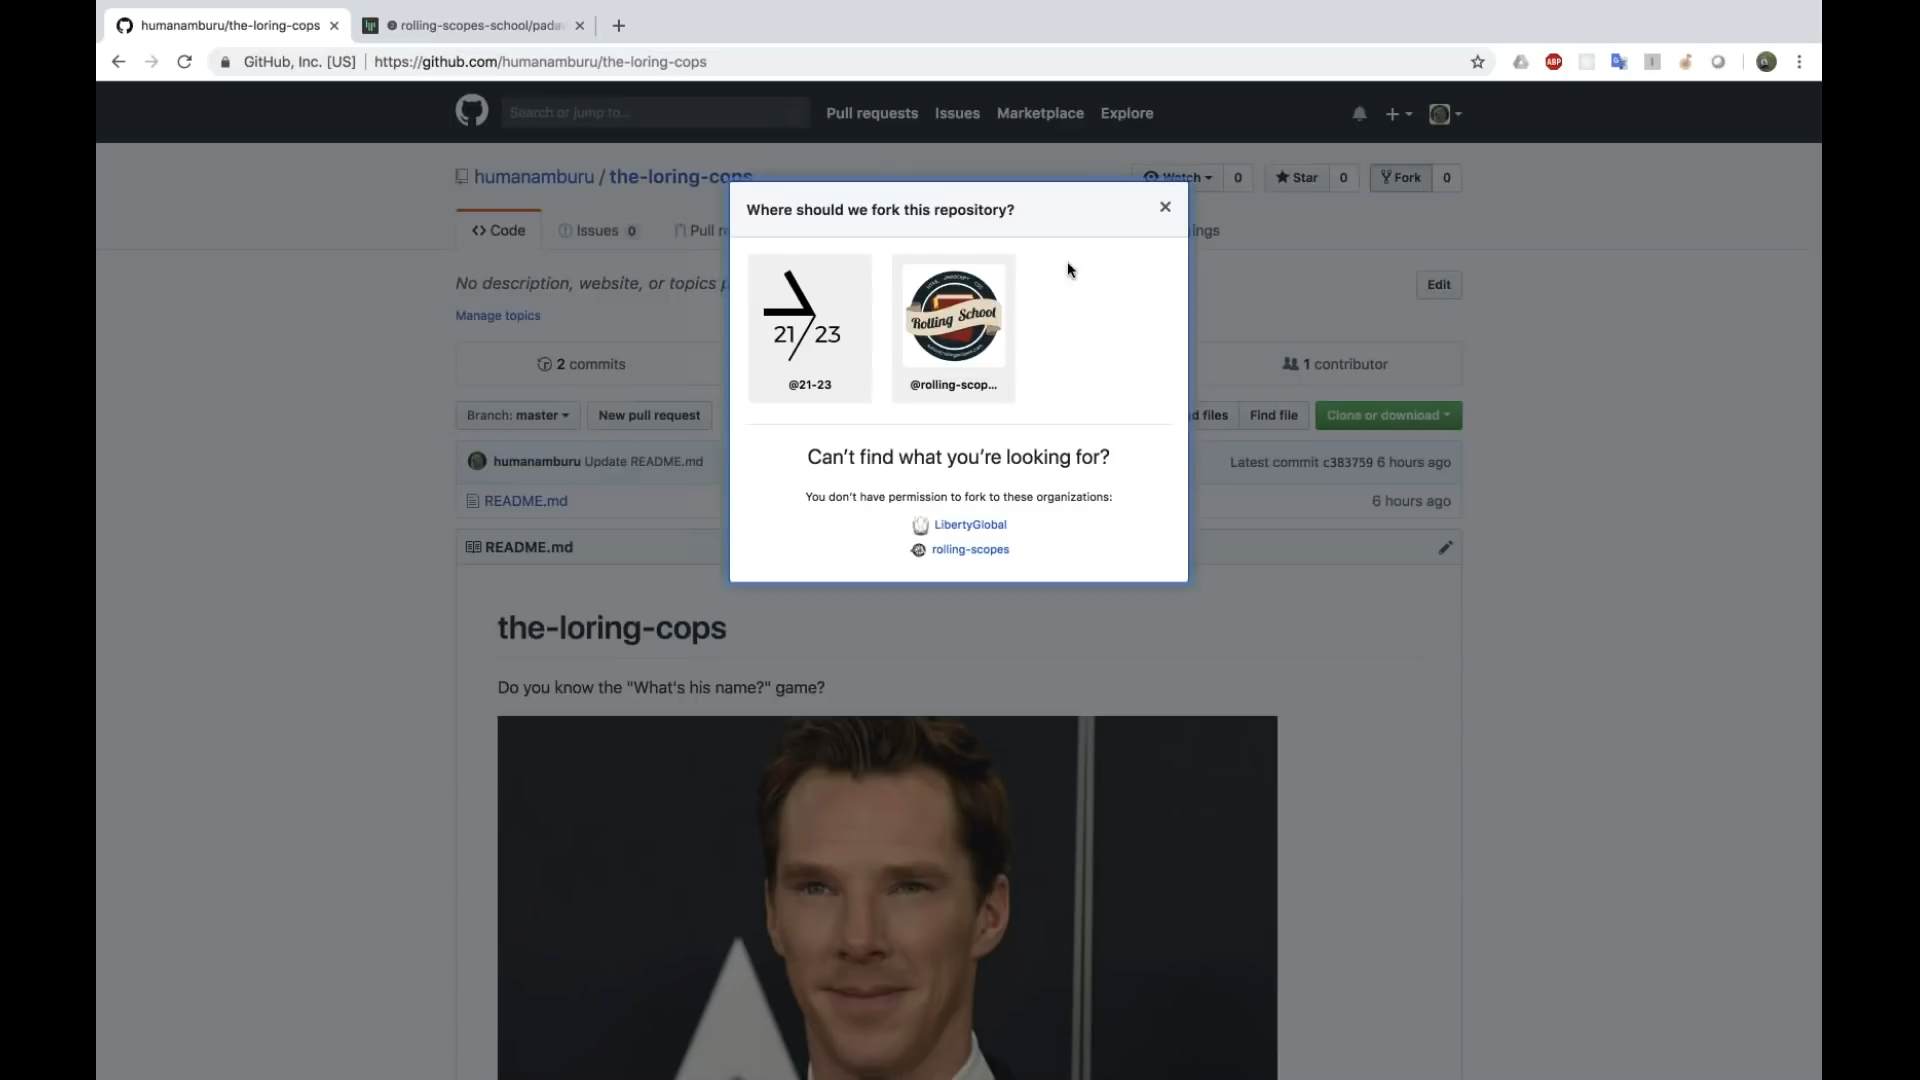 humanamburu/the-loring-cops
rolling-scopes-school/pada
GitHub, Inc. [US]
https://github.com/humanamburu/the-loring-cops
ABP
Search or jump to...
Pull requests
Issues
Marketplace
Explore
humanamburu / the-loring-cops
Watch
0
Star
0
Fork
0
Code
Issues 0
Pull r
ings
Where should we fork this repository?
21 23
@21-23
Rolling School
@rolling-scop...
No description, website, or topics p
Edit
Manage topics
2 commits
1 contributor
Branch: master
New pull request
d files
Find file
Clone or download
Can't find what you're looking for?
You don't have permission to fork to these organizations:
LibertyGlobal
rolling-scopes
humanamburu Update README.md
Latest commit c383759 6 hours ago
README.md
6 hours ago
README.md
the-loring-cops
Do you know the "What's his name?" game?